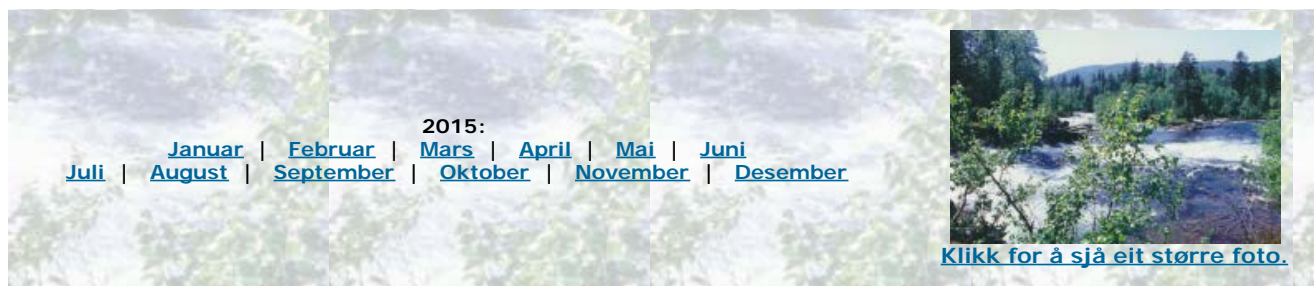 2015:
Januar | Februar | Mars | April | Mai | Juni
Juli | August | September | Oktober | November | Desember
Klikk for å sjå eit større foto.